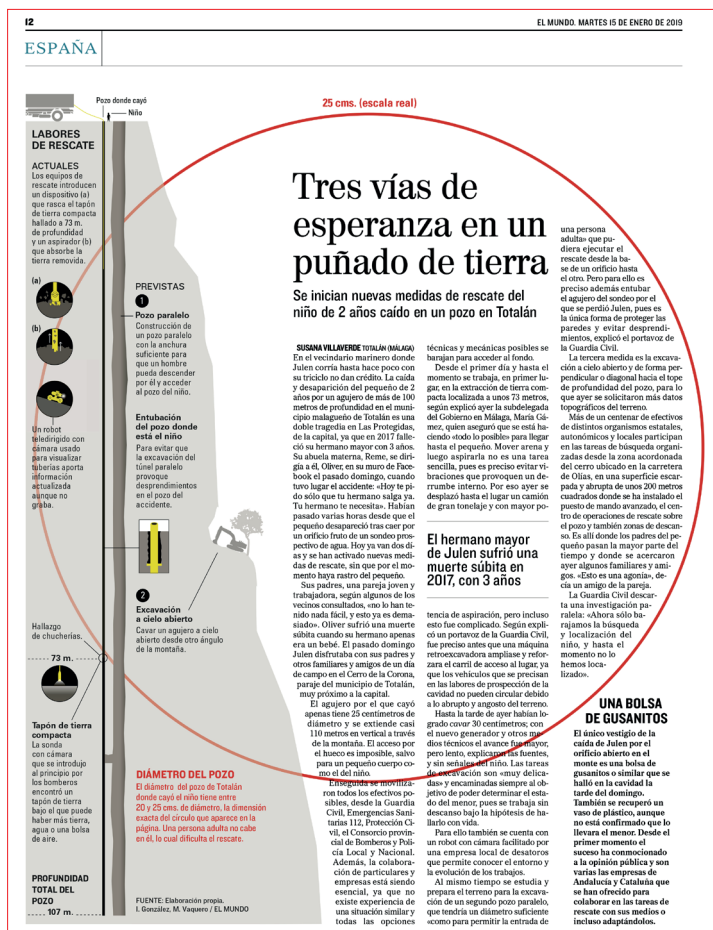 12
EL MUNDO. MARTES 15 DE ENERO DE 2019
ESPAÑA
Pozo donde cayó
Niño
LABORES
DE RESCATE
ACTUALES
Los equipos de
rescate introducen
un dispositivo (a)
que rasca el tapón
de tierra compacta
hallado a 73 m.
de profundidad
y un aspirador (b)
que absorbe la
tierra removida.
(a)
(b)
Un robot
teledirigido con
cámara usado
para visualizar
tuberías aporta
información
actualizada
aunque no
graba.
Hallazgo
de chucherías.
73 m.
Tapón de tierra
compacta
La sonda
con cámara
que se introdujo
al principio por
los bomberos
encontró un
tapón de tierra
bajo el que puede
haber más tierra,
agua o una bolsa
de aire.
PROFUNDIDAD
TOTAL DEL
POZO
107 m.
PREVISTAS
1
Pozo paralelo
Construcción de
un pozo paralelo
con la anchura
suficiente para
que un hombre
pueda descender
por él y acceder
al pozo del niño.
Entubación
del pozo donde
está el niño
Para evitar que
la excavación del
túnel paralelo
provoque
desprendimientos
en el pozo del
accidente.
2
Excavación
a cielo abierto
Cavar un agujero a cielo
abierto desde otro ángulo
de la montaña.
DIÁMETRO DEL POZO
El diámetro del pozo de Totalán
donde cayó el niño tiene entre
20 y 25 cms. de diámetro, la dimensión
exacta del círculo que aparece en la
página. Una persona adulta no cabe
en él, lo cual dificulta el rescate.
FUENTE: Elaboración propia.
I. González, M. Vaquero / EL MUNDO
25 cms. (escala real)
Tres vías de
esperanza en un
puñado de tierra
Se inician nuevas medidas de rescate del
niño de 2 años caído en un pozo en Totalán
SUSANA VILLAVERDE TOTALÁN (MÁLAGA)
En el vecindario marinero donde
Julen corría hasta hace poco con
su triciclo no dan crédito. La caída
y desaparición del pequeño de 2
años por un agujero de más de 100
metros de profundidad en el muni-
cipio malagueño de Totalán es una
doble tragedia en Las Protegidas,
de la capital, ya que en 2017 falle-
ció su hermano mayor con 3 años.
Su abuela materna, Reme, se diri-
gía a él, Oliver, en su muro de Face-
book el pasado domingo, cuando
tuvo lugar el accidente: «Hoy te pi-
do sólo que tu hermano salga ya.
Tu hermano te necesita». Habían
pasado varias horas desde que el
pequeño desapareció tras caer por
un orificio fruto de un sondeo pros-
pectivo de agua. Hoy ya van dos dí-
as y se han activado nuevas medi-
das de rescate, sin que por el mo-
mento haya rastro del pequeño.
Sus padres, una pareja joven y
trabajadora, según algunos de los
vecinos consultados, «no lo han te-
nido nada fácil, y esto ya es dema-
siado». Oliver sufrió una muerte
súbita cuando su hermano apenas
era un bebé. El pasado domingo
Julen disfrutaba con sus padres y
otros familiares y amigos de un día
de campo en el Cerro de la Corona,
paraje del municipio de Totalán,
muy próximo a la capital.
El agujero por el que cayó
apenas tiene 25 centímetros de
diámetro y se extiende casi
110 metros en vertical a través
de la montaña. El acceso por
el hueco es imposible, salvo
para un pequeño cuerpo co-
mo el del niño.
Enseguida se moviliza-
ron todos los efectivos po-
sibles, desde la Guardia
Civil, Emergencias Sani-
tarias 112, Protección Ci-
vil, el Consorcio provin-
cial de Bomberos y Poli-
cía Local y Nacional.
Además, la colabora-
ción de particulares y
empresas está siendo
esencial, ya que no
existe experiencia de
una situación similar y
todas las opciones
técnicas y mecánicas posibles se
barajan para acceder al fondo.
Desde el primer día y hasta el
momento se trabaja, en primer lu-
gar, en la extracción de tierra com-
pacta localizada a unos 73 metros,
según explicó ayer la subdelegada
del Gobierno en Málaga, María Gá-
mez, quien aseguró que se está ha-
ciendo «todo lo posible» para llegar
hasta el pequeño. Mover arena y
luego aspirarla no es una tarea
sencilla, pues es preciso evitar vi-
braciones que provoquen un de-
rrumbe interno. Por eso ayer se
desplazó hasta el lugar un camión
de gran tonelaje y con mayor po-
El hermano mayor
de Julen sufrió una
muerte súbita en
2017, con 3 años
tencia de aspiración, pero incluso
esto fue complicado. Según expli-
có un portavoz de la Guardia Civil,
fue preciso antes que una máquina
retroexcavadora ampliase y refor-
zara el carril de acceso al lugar, ya
que los vehículos que se precisan
en las labores de prospección de la
cavidad no pueden circular debido
a lo abrupto y angosto del terreno.
Hasta la tarde de ayer habían lo-
grado cavar 30 centímetros; con
el nuevo generador y otros me-
dios técnicos el avance fue mayor,
pero lento, explicaron las fuentes,
y sin señales del niño. Las tareas
de excavación son «muy delica-
das» y encaminadas siempre al ob-
jetivo de poder determinar el esta-
do del menor, pues se trabaja sin
descanso bajo la hipótesis de ha-
llarlo con vida.
Para ello también se cuenta con
un robot con cámara facilitado por
una empresa local de desatoros
que permite conocer el entorno y
la evolución de los trabajos.
Al mismo tiempo se estudia y
prepara el terreno para la excava-
ción de un segundo pozo paralelo,
que tendría un diámetro suficiente
«como para permitir la entrada de
una persona
adulta» que pu-
diera ejecutar el
rescate desde la ba-
se de un orificio hasta
el otro. Pero para ello es
preciso además entubar
el agujero del sondeo por el
que se perdió Julen, pues es
la única forma de proteger las
paredes y evitar desprendi-
mientos, explicó el portavoz de
la Guardia Civil.
La tercera medida es la excava-
ción a cielo abierto y de forma per-
pendicular o diagonal hacia el tope
de profundidad del pozo, para lo
que ayer se solicitaron más datos
topográficos del terreno.
Más de un centenar de efectivos
de distintos organismos estatales,
autonómicos y locales participan
en las tareas de búsqueda organi-
zadas desde la zona acordonada
del cerro ubicado en la carretera
de Olías, en una superficie escar-
pada y abrupta de unos 200 metros
cuadrados donde se ha instalado el
puesto de mando avanzado, el cen-
tro de operaciones de rescate sobre
el pozo y también zonas de descan-
so. Es allí donde los padres del pe-
queño pasan la mayor parte del
tiempo y donde se acercaron
ayer algunos familiares y ami-
gos. «Esto es una agonía», de-
cía un amigo de la pareja.
La Guardia Civil descar-
ta una investigación pa-
ralela: «Ahora sólo ba-
rajamos la búsqueda
y localización del
niño, y hasta el
momento no lo
hemos loca-
lizado».
UNA BOLSA
DE GUSANITOS
El único vestigio de la
caída de Julen por el
orificio abierto en el
monte es una bolsa de
gusanitos o similar que se
halló en la cavidad la
tarde del domingo.
También se recuperó un
vaso de plástico, aunque
no está confirmado que lo
llevara el menor. Desde el
primer momento el
suceso ha conmocionado
a la opinión pública y son
varias las empresas de
Andalucía y Cataluña que
se han ofrecido para
colaborar en las tareas de
rescate con sus medios o
incluso adaptándolos.